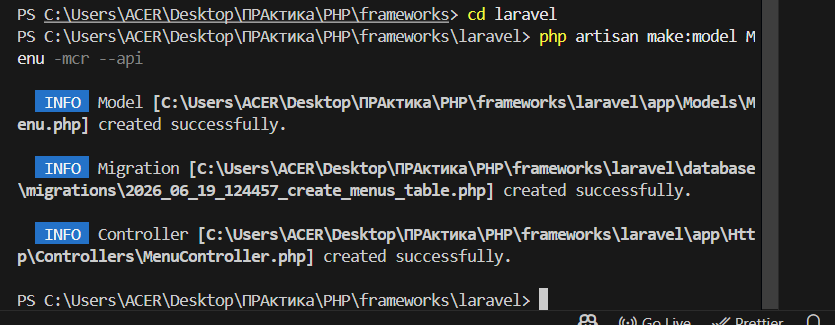 PS C:\Users\ACER\Desktop\ПРАктика\PHP\frameworks> cd laravel
PS C:\Users\ACER\Desktop\ПРАктика\PHP\frameworks\laravel> php artisan make:model M
enu -mcr --api
INFO Model [C:\Users\ACER\Desktop\ПРАктика\PHP\frameworks\laravel\app\Models\M
enu.php] created successfully.
INFO Migration [C:\Users\ACER\Desktop\ПРАктика\PHP\frameworks\laravel\database
\migrations\2026_06_19_124457_create_menus_table.php] created successfully.
INFO Controller [C:\Users\ACER\Desktop\ПРАктика\PHP\frameworks\laravel\app\Htt
p\Controllers\MenuController.php] created successfully.
PS C:\Users\ACER\Desktop\ПРАктика\PHP\frameworks\laravel>
Go Live Prettier